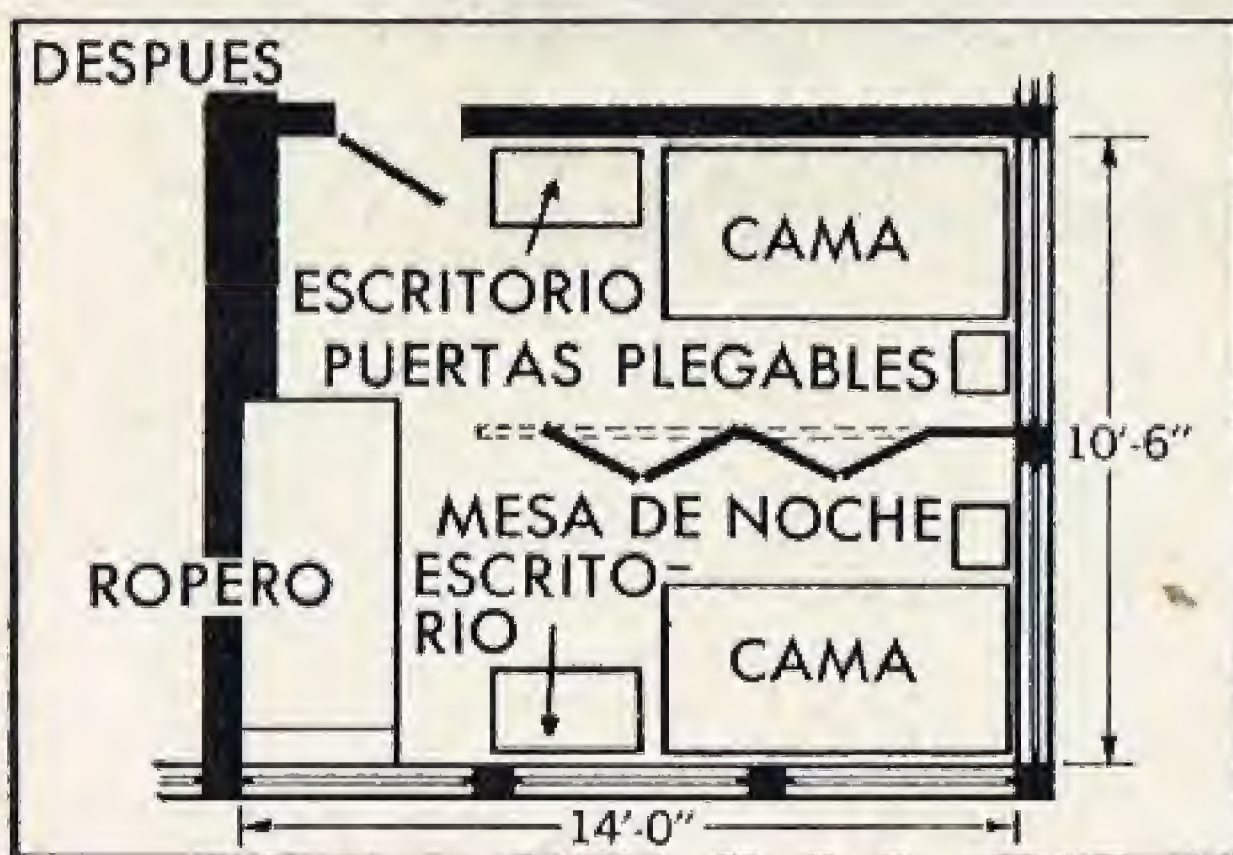 DESPUES
CAMA
ESCRITORIO
PUERTAS PLEGABLES
10'-6"
MESA DE NOCHE
ROPERO
ESCRITO-
RIO
CAMA
14'-0"